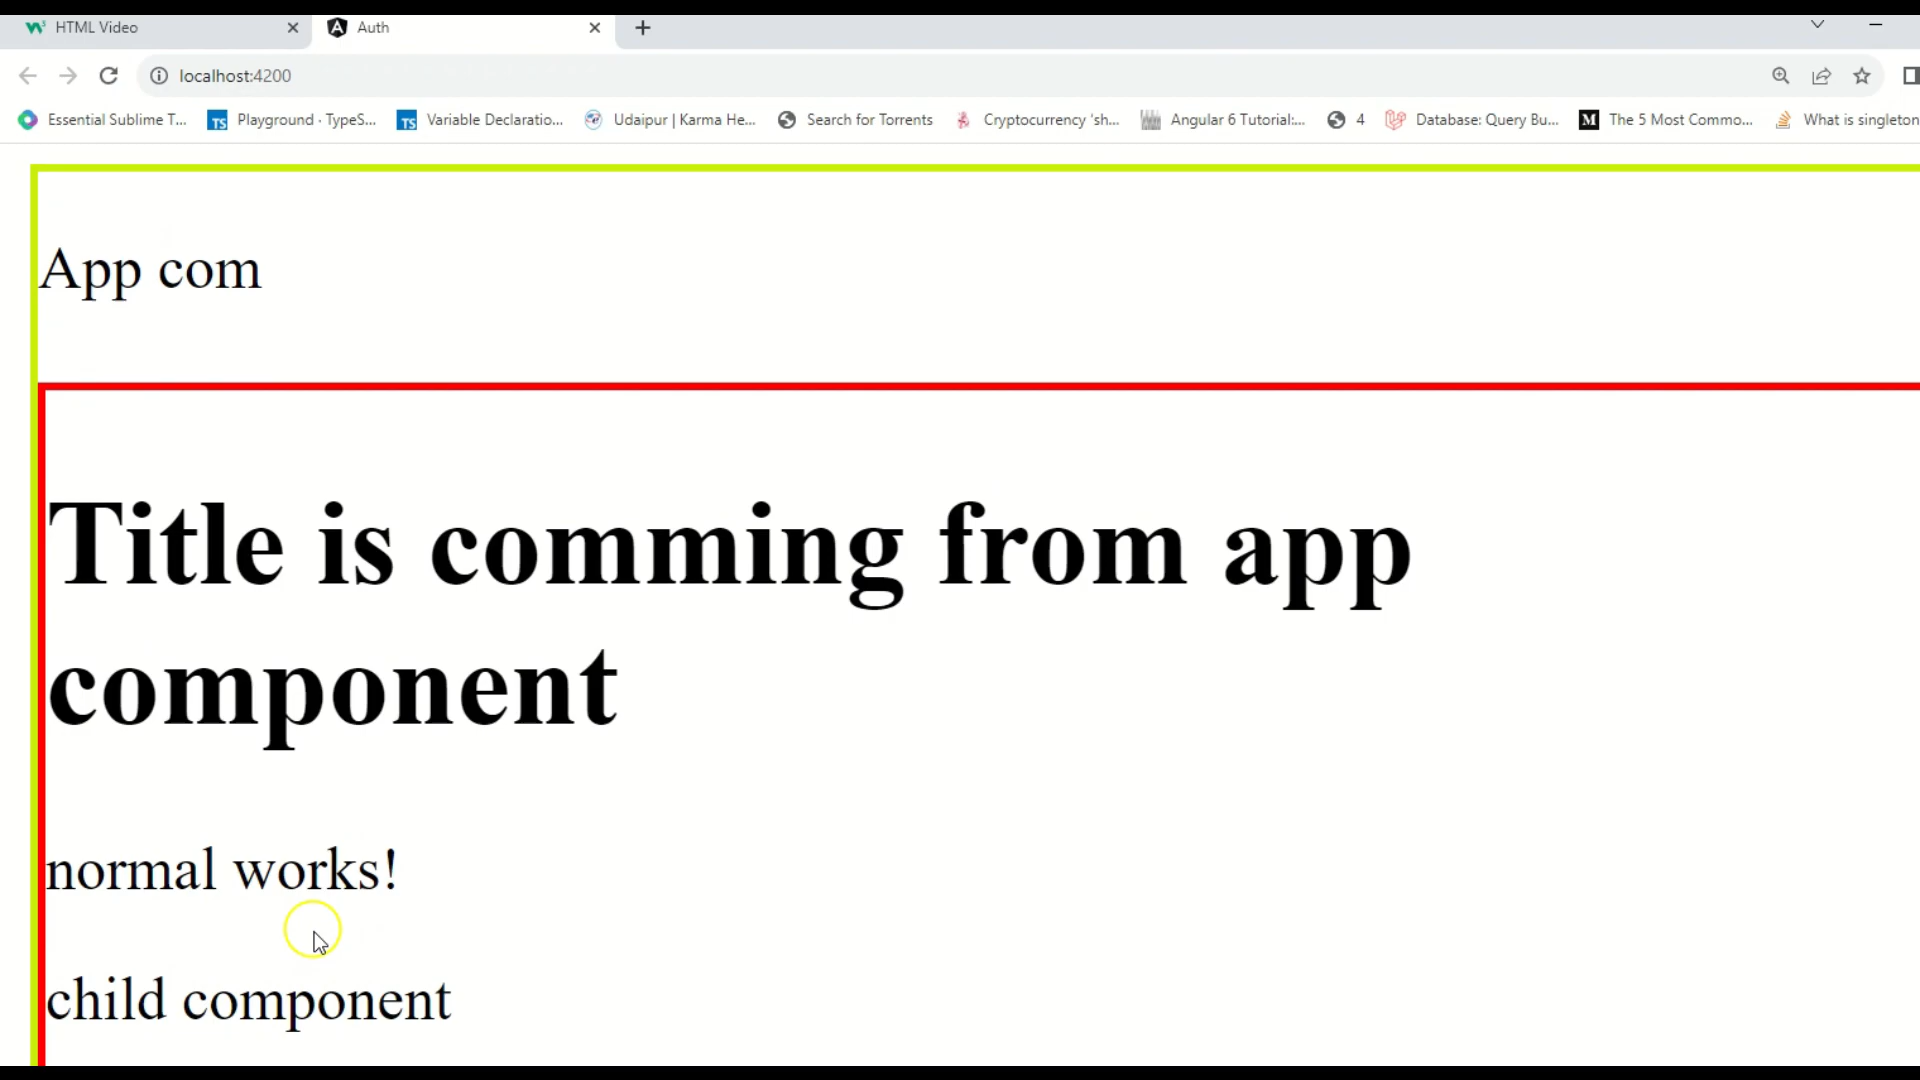 HTML Video
Auth
localhost:4200
Essential Sublime T...
Playground · TypeS...
Variable Declaratio...
Udaipur | Karma He...
Search for Torrents
Cryptocurrency 'sh...
Angular 6 Tutorial:...
4
Database: Query Bu...
The 5 Most Commo...
What is singleton
App com
Title is comming from app
component
normal works!
child component